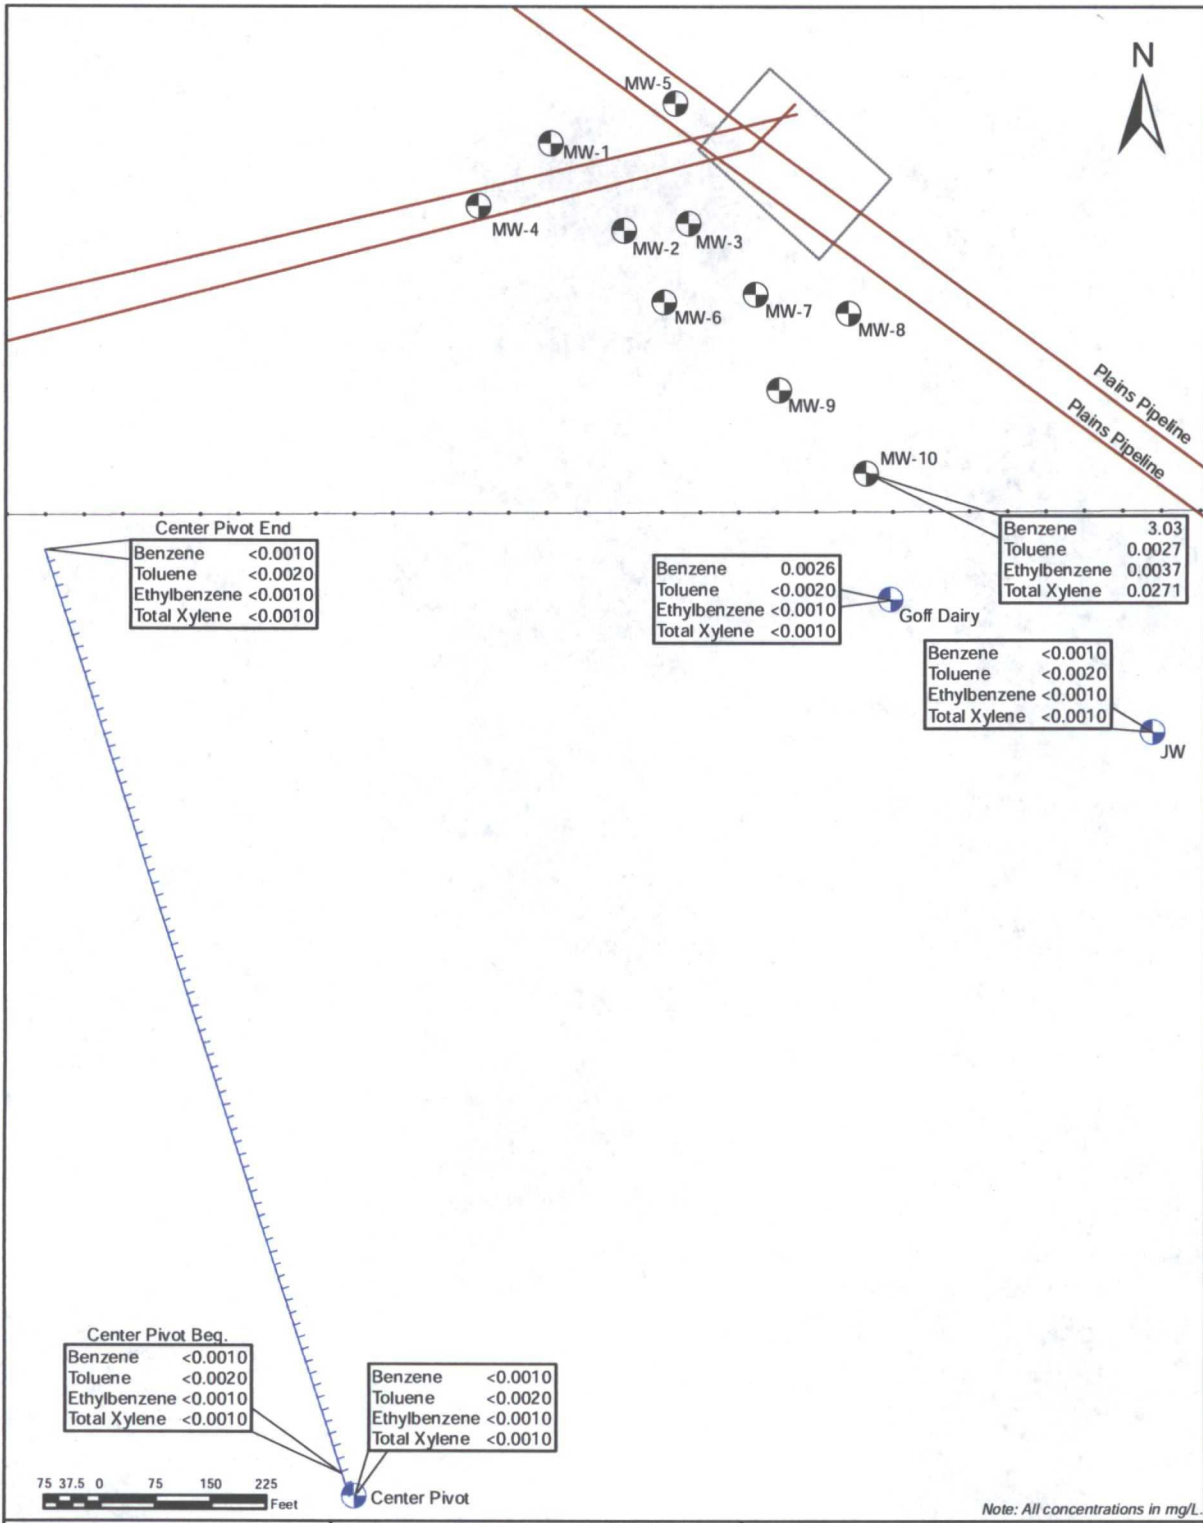 N
MW-5
MW-1
MW-4
MW-2
MW-3
MW-6
MW-7
MW-8
MW-9
Plains Pipeline
Plains Pipeline
MW-10
Center Pivot End
Benzene <0.0010
Toluene <0.0020
Ethylbenzene <0.0010
Total Xylene <0.0010
Benzene 3.03
Toluene 0.0027
Ethylbenzene 0.0037
Total Xylene 0.0271
Benzene 0.0026
Toluene <0.0020
Ethylbenzene <0.0010
Total Xylene <0.0010
Goff Dairy
Benzene <0.0010
Toluene <0.0020
Ethylbenzene <0.0010
Total Xylene <0.0010
JW
Center Pivot Beg.
Benzene <0.0010
Toluene <0.0020
Ethylbenzene <0.0010
Total Xylene <0.0010
Benzene <0.0010
Toluene <0.0020
Ethylbenzene <0.0010
Total Xylene <0.0010
75 37.5 0 75 150 225
Feet
Center Pivot
Note: All concentrations in mg/L.